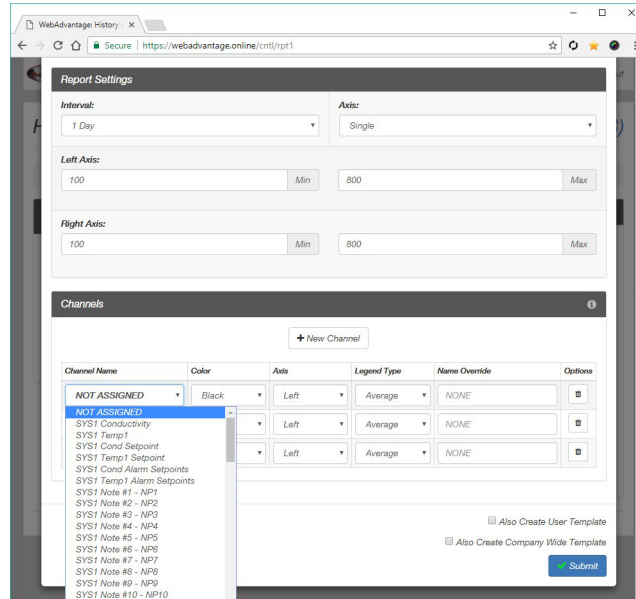 WebAdvantage: History
Secure | https://webadvantage.online/cntl/rpt1
Report Settings
Interval: Axis:
1 Day Single
Left Axis:
100 Min 800 Max
Right Axis:
100 Min 800 Max
Channels
+ New Channel
Channel Name Color Axis Legend Type Name Override Options
NOT ASSIGNED Black Left Average NONE
NOT ASSIGNED
SYS1 Conductivity
Left Average NONE
SYS1 Temp1
SYS1 Cond Setpoint
SYS1 Temp1 Setpoint
Left Average NONE
SYS1 Cond Alarm Setpoints
SYS1 Temp1 Alarm Setpoints
SYS1 Note #1 - NP1
SYS1 Note #2 - NP2
SYS1 Note #3 - NP3
SYS1 Note #4 - NP4
SYS1 Note #5 - NP5
SYS1 Note #6 - NP6
SYS1 Note #7 - NP7
SYS1 Note #8 - NP8
SYS1 Note #9 - NP9
SYS1 Note #10 - NP10
Also Create User Template
Also Create Company Wide Template
Submit